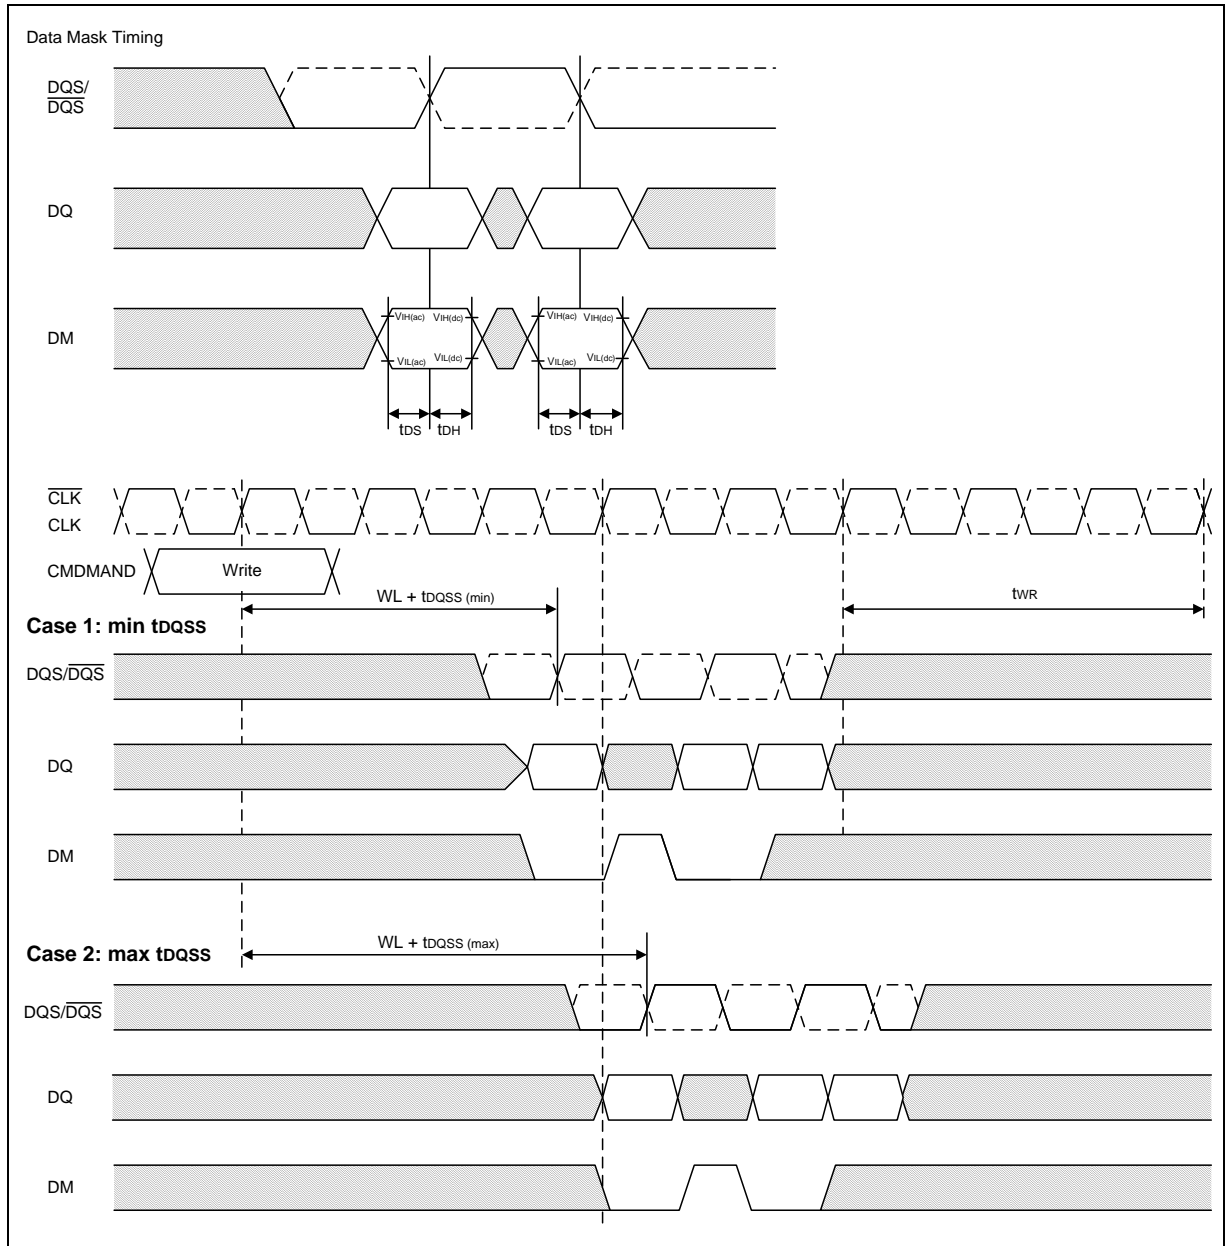 Data Mask Timing
DQS/
DQS
DQ
DM
VIH(ac) VIH(dc) VIH(ac) VIH(dc)
VIL(ac) VIL(dc) VIL(ac) VIL(dc)
tDS tDH tDS tDH
CLK
CLK
CMDMAND
Write
WL + tDQSS (min)
tWR
Case 1: min tDQSS
DQS/DQS
DQ
DM
Case 2: max tDQSS
WL + tDQSS (max)
DQS/DQS
DQ
DM